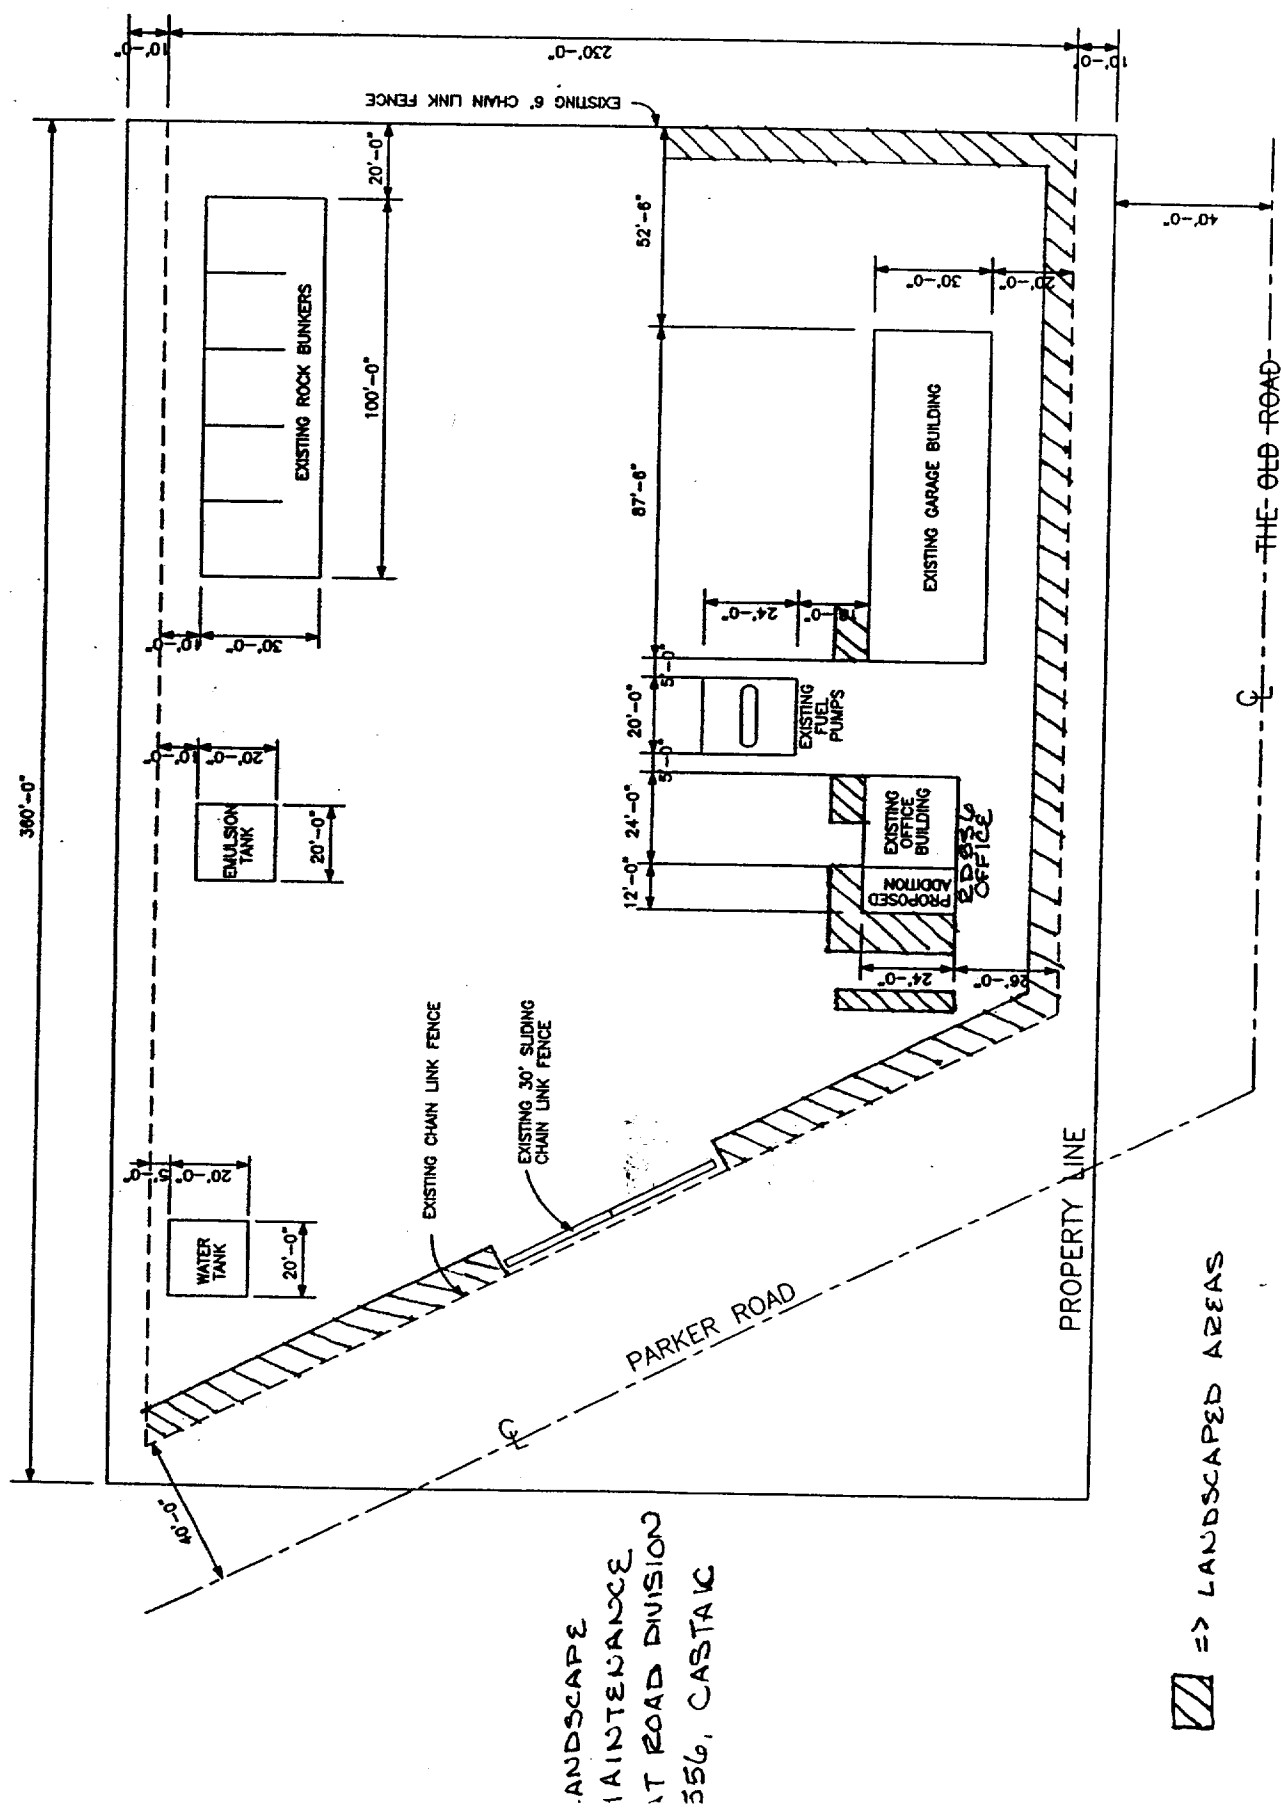 360'-0"
10'-0"
230'-0"
10'-0"
EXISTING 6' CHAIN LINK FENCE
20'-0"
100'-0"
EXISTING ROCK BUNKERS
10'-0"
30'-0"
52'-6"
87'-6"
30'-0"
20'-0"
40'-0"
EXISTING GARAGE BUILDING
THE OLD ROAD
24'-0"
5'-0"
20'-0"
5'-0"
EXISTING
FUEL
PUMPS
24'-0"
12'-0"
EXISTING
OFFICE
BUILDING
PROPOSED
ADDITION
OFFICE
24'-0"
26'-0"
10'-0"
20'-0"
EMULSION
TANK
20'-0"
5'-0"
20'-0"
WATER
TANK
20'-0"
EXISTING CHAIN LINK FENCE
EXISTING 30' SLIDING
CHAIN LINK FENCE
PARKER ROAD
℄
℄
PROPERTY LINE
40'-0"
ANDSCAPE
AINTENANCE
AT ROAD DIVISION
556, CASTAIC
=> LANDSCAPED AREAS